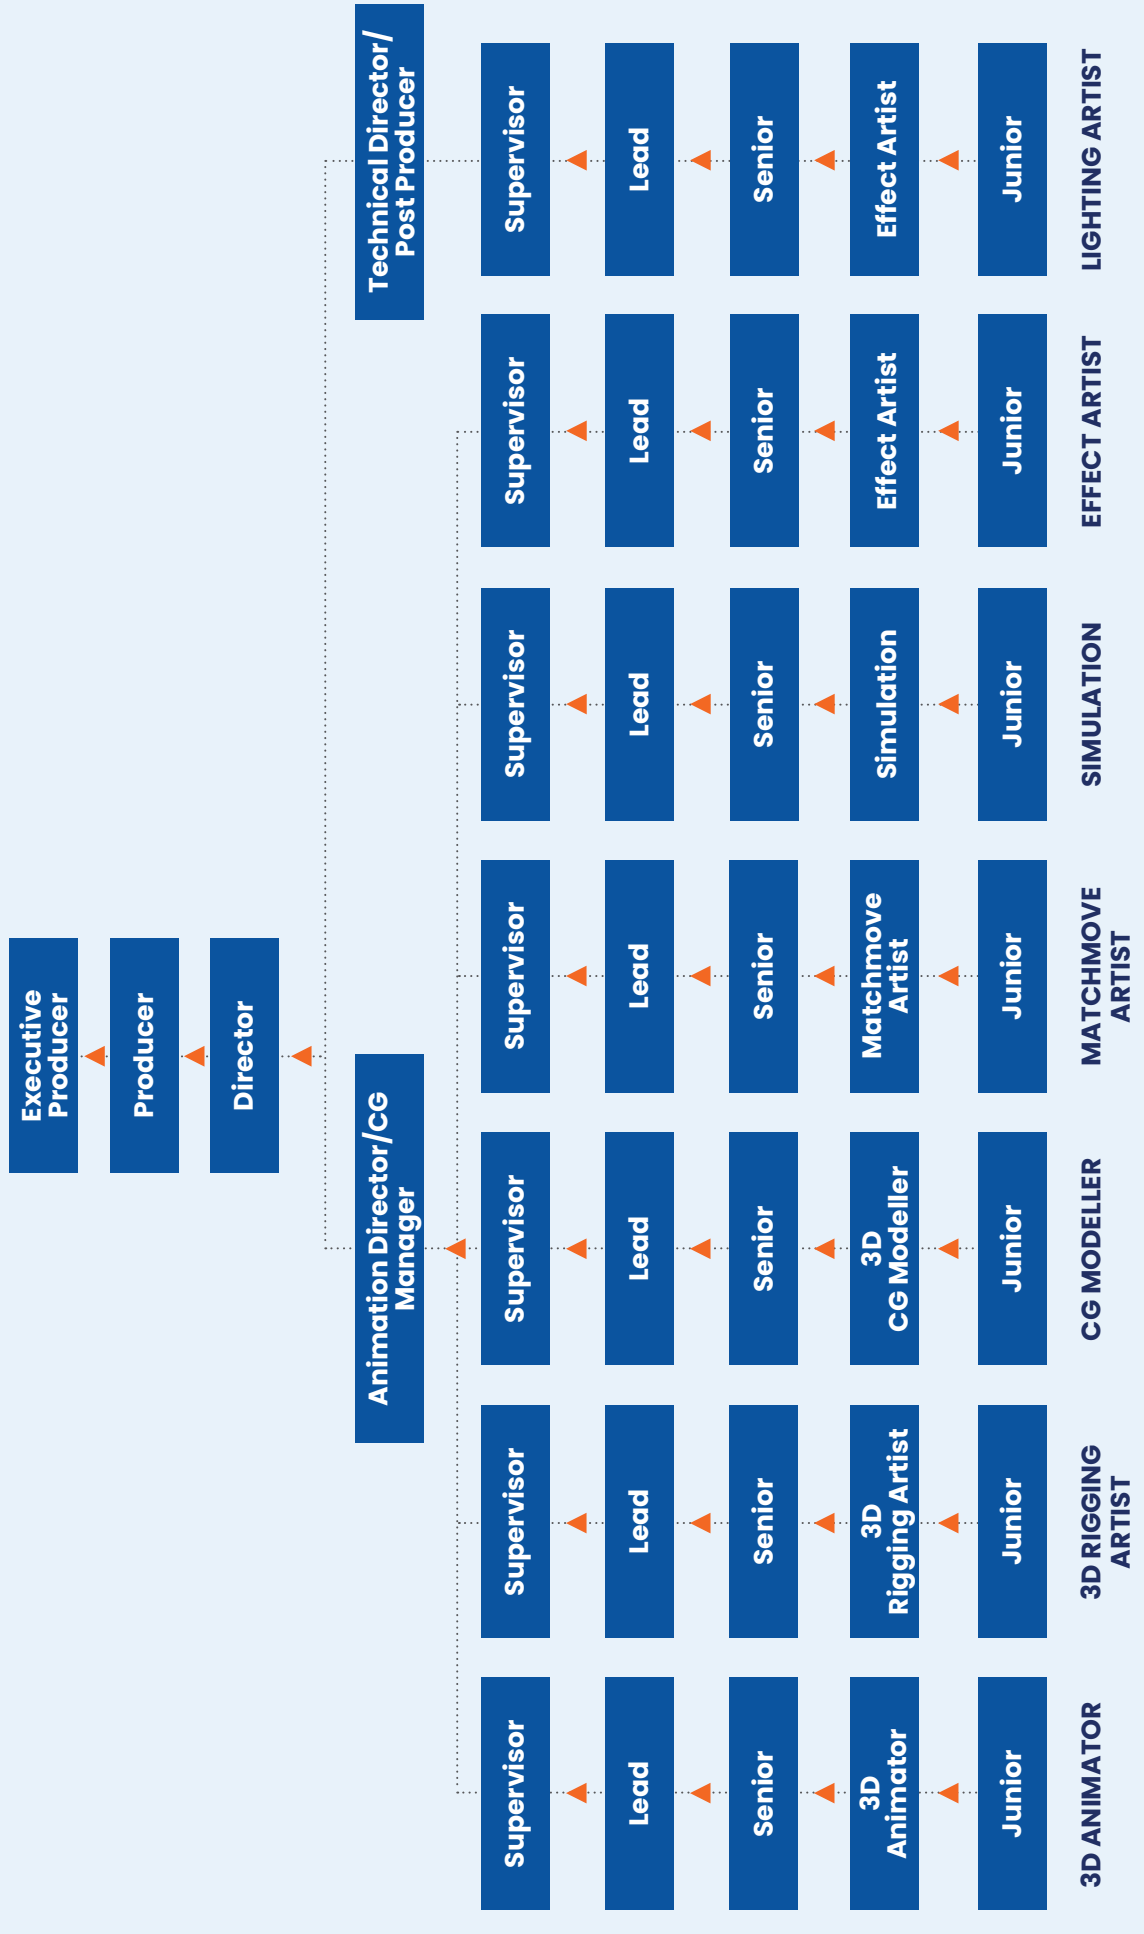 Executive
Producer
Producer
Director
Animation Director/CG
Manager
Technical Director/
Post Producer
Supervisor
Supervisor
Supervisor
Supervisor
Supervisor
Supervisor
Supervisor
Lead
Lead
Lead
Lead
Lead
Lead
Lead
Senior
Senior
Senior
Senior
Senior
Senior
Senior
3D
Animator
3D
Rigging Artist
3D
CG Modeller
Matchmove
Artist
Simulation
Effect Artist
Effect Artist
Junior
Junior
Junior
Junior
Junior
Junior
Junior
3D ANIMATOR
3D RIGGING
ARTIST
CG MODELLER
MATCHMOVE
ARTIST
SIMULATION
EFFECT ARTIST
LIGHTING ARTIST